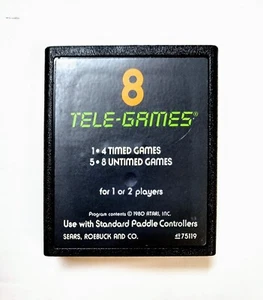 8
TELE-GAMES®
1•4 TIMED GAMES
5•8 UNTIMED GAMES
for 1 or 2 players
Program contents © 1980 ATARI, INC.
Use with Standard Paddle Controllers
SEARS, ROEBUCK AND CO. 75119